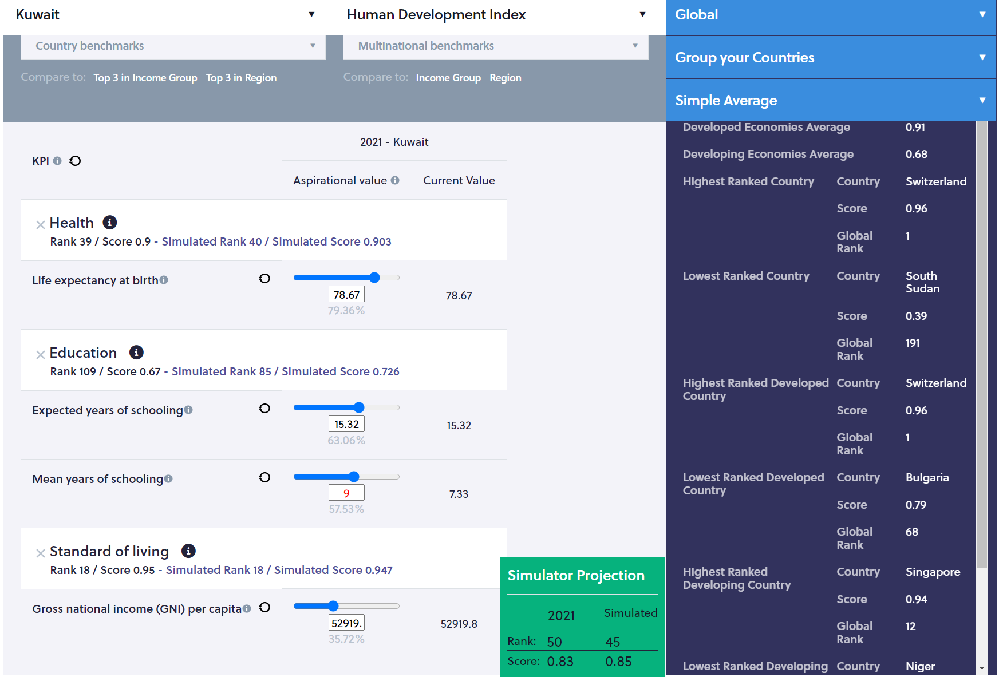 Kuwait
Human Development Index
Country benchmarks
Multinational benchmarks
Compare to: Top 3 in Income Group Top 3 in Region
Compare to: Income Group Region
2021 - Kuwait
KPI
Aspirational value
Current Value
Health
Rank 39 / Score 0.9 - Simulated Rank 40 / Simulated Score 0.903
Life expectancy at birth
78.67
79.36%
78.67
Education
Rank 109 / Score 0.67 - Simulated Rank 85 / Simulated Score 0.726
Expected years of schooling
15.32
63.06%
15.32
Mean years of schooling
9
57.53%
7.33
Standard of living
Rank 18 / Score 0.95 - Simulated Rank 18 / Simulated Score 0.947
Gross national income (GNI) per capita
52919.
35.72%
52919.8
Simulator Projection
2021 Simulated
Rank: 50 45
Score: 0.83 0.85
Global
Group your Countries
Simple Average
Developed Economies Average 0.91
Developing Economies Average 0.68
Highest Ranked Country Country Switzerland
Score 0.96
Global Rank 1
Lowest Ranked Country Country South Sudan
Score 0.39
Global Rank 191
Highest Ranked Developed Country Country Switzerland
Score 0.96
Global Rank 1
Lowest Ranked Developed Country Country Bulgaria
Score 0.79
Global Rank 68
Highest Ranked Developing Country Country Singapore
Score 0.94
Global Rank 12
Lowest Ranked Developing Country Niger